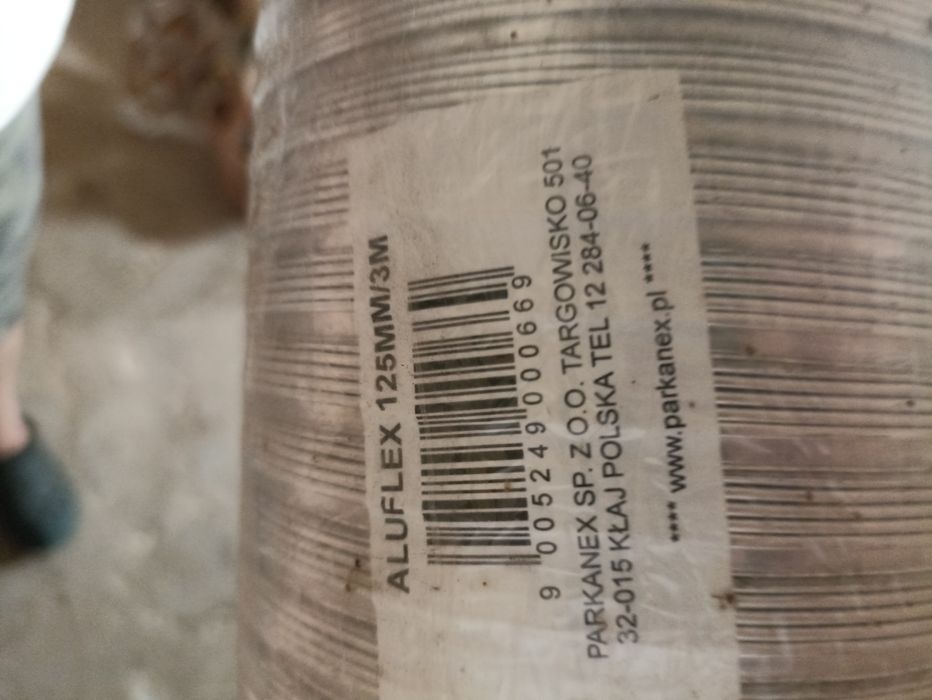 ALUFLEX 125MM/3M
9 005249 000669
PARKANEX SP. Z O.O. TARGOWISKO 501
32-015 KŁAJ POLSKA TEL 12 284-06-40
**** www.parkanex.pl ****